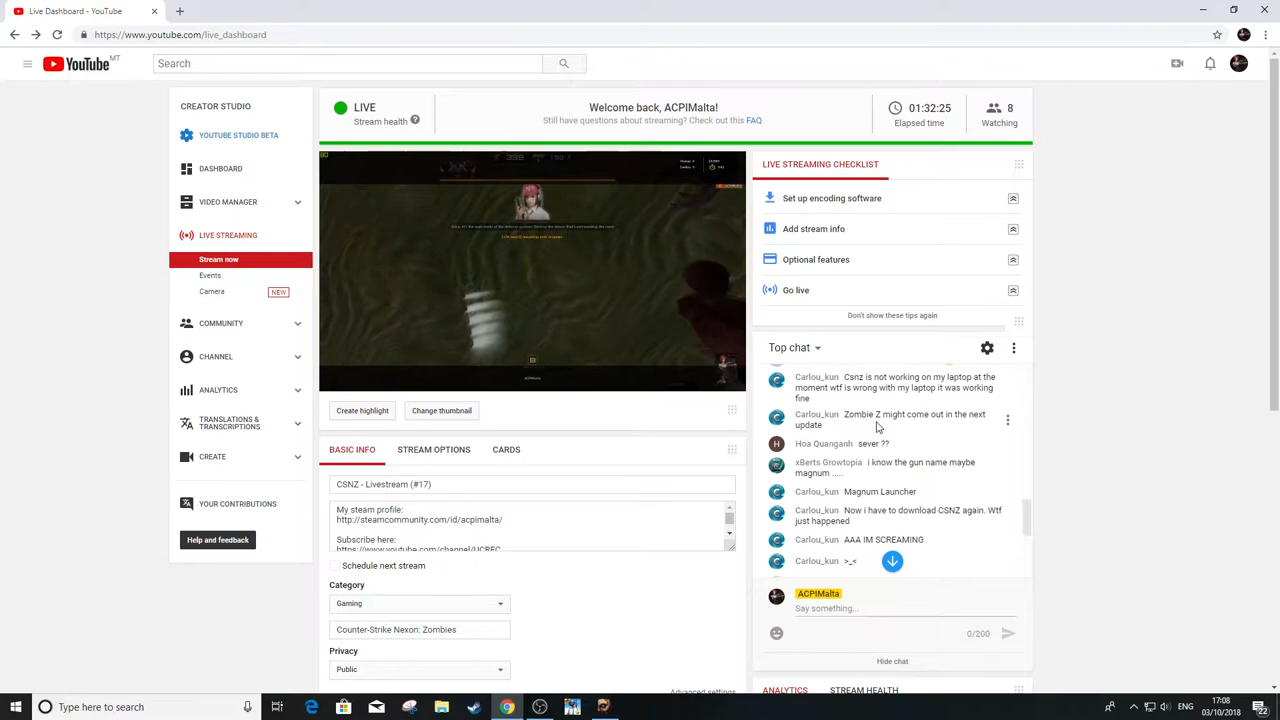 Live Dashboard - YouTube
https://www.youtube.com/live_dashboard
YouTube MT
Search
CREATOR STUDIO
YOUTUBE STUDIO BETA
DASHBOARD
VIDEO MANAGER
LIVE STREAMING
Stream now
Events
Camera NEW
COMMUNITY
CHANNEL
ANALYTICS
TRANSLATIONS &
TRANSCRIPTIONS
CREATE
YOUR CONTRIBUTIONS
Help and feedback
LIVE
Stream health
Welcome back, ACPIMalta!
Still have questions about streaming? Check out this FAQ.
01:32:25
Elapsed time
8
Watching
Create highlight
Change thumbnail
BASIC INFO STREAM OPTIONS CARDS
CSNZ - Livestream (#17)
My steam profile:
http://steamcommunity.com/id/acpimalta/
Subscribe here:
Schedule next stream
Category
Gaming
Counter-Strike Nexon: Zombies
Privacy
Public
Advanced settings
LIVE STREAMING CHECKLIST
Set up encoding software
Add stream info
Optional features
Go live
Don't show these tips again
Top chat
Carlou_kun Csnz is not working on my laptop at the
moment wtf is wrong with my laptop it was working
fine
Carlou_kun Zombie Z might come out in the next
update
Hoa Quanganh sever ??
xBerts Growtopia i know the gun name maybe
magnum .....
Carlou_kun Magnum Launcher
Carlou_kun Now i have to download CSNZ again. Wtf
just happened
Carlou_kun AAA IM SCREAMING
Carlou_kun >_<
ACPIMalta
Say something...
0/200
Hide chat
ANALYTICS STREAM HEALTH
Type here to search
ENG
17:08
03/10/2018